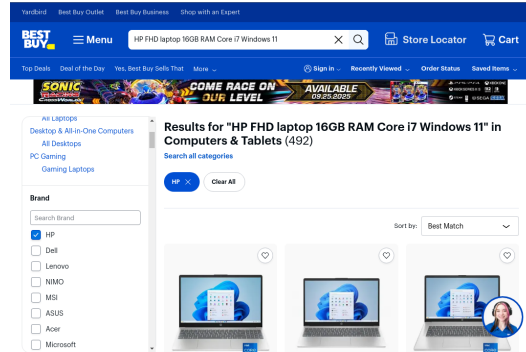 Yardbird Best Buy Outlet Best Buy Business Shop with an Expert
BEST BUY
Menu
HP FHD laptop 16GB RAM Core i7 Windows 11
Store Locator
Cart
Top Deals Deal of the Day Yes, Best Buy Sells That More
Sign in Recently Viewed Order Status Saved Items
SONIC
CROSSWORLDS
COME RACE ON
OUR LEVEL
AVAILABLE
09.25.2025
SEGA
All Laptops
Desktop & All-in-One Computers
All Desktops
PC Gaming
Gaming Laptops
Brand
Search Brand
HP
Dell
Lenovo
NIMO
MSI
ASUS
Acer
Microsoft
Results for "HP FHD laptop 16GB RAM Core i7 Windows 11" in
Computers & Tablets (492)
Search all categories
HP
Clear All
Sort by: Best Match